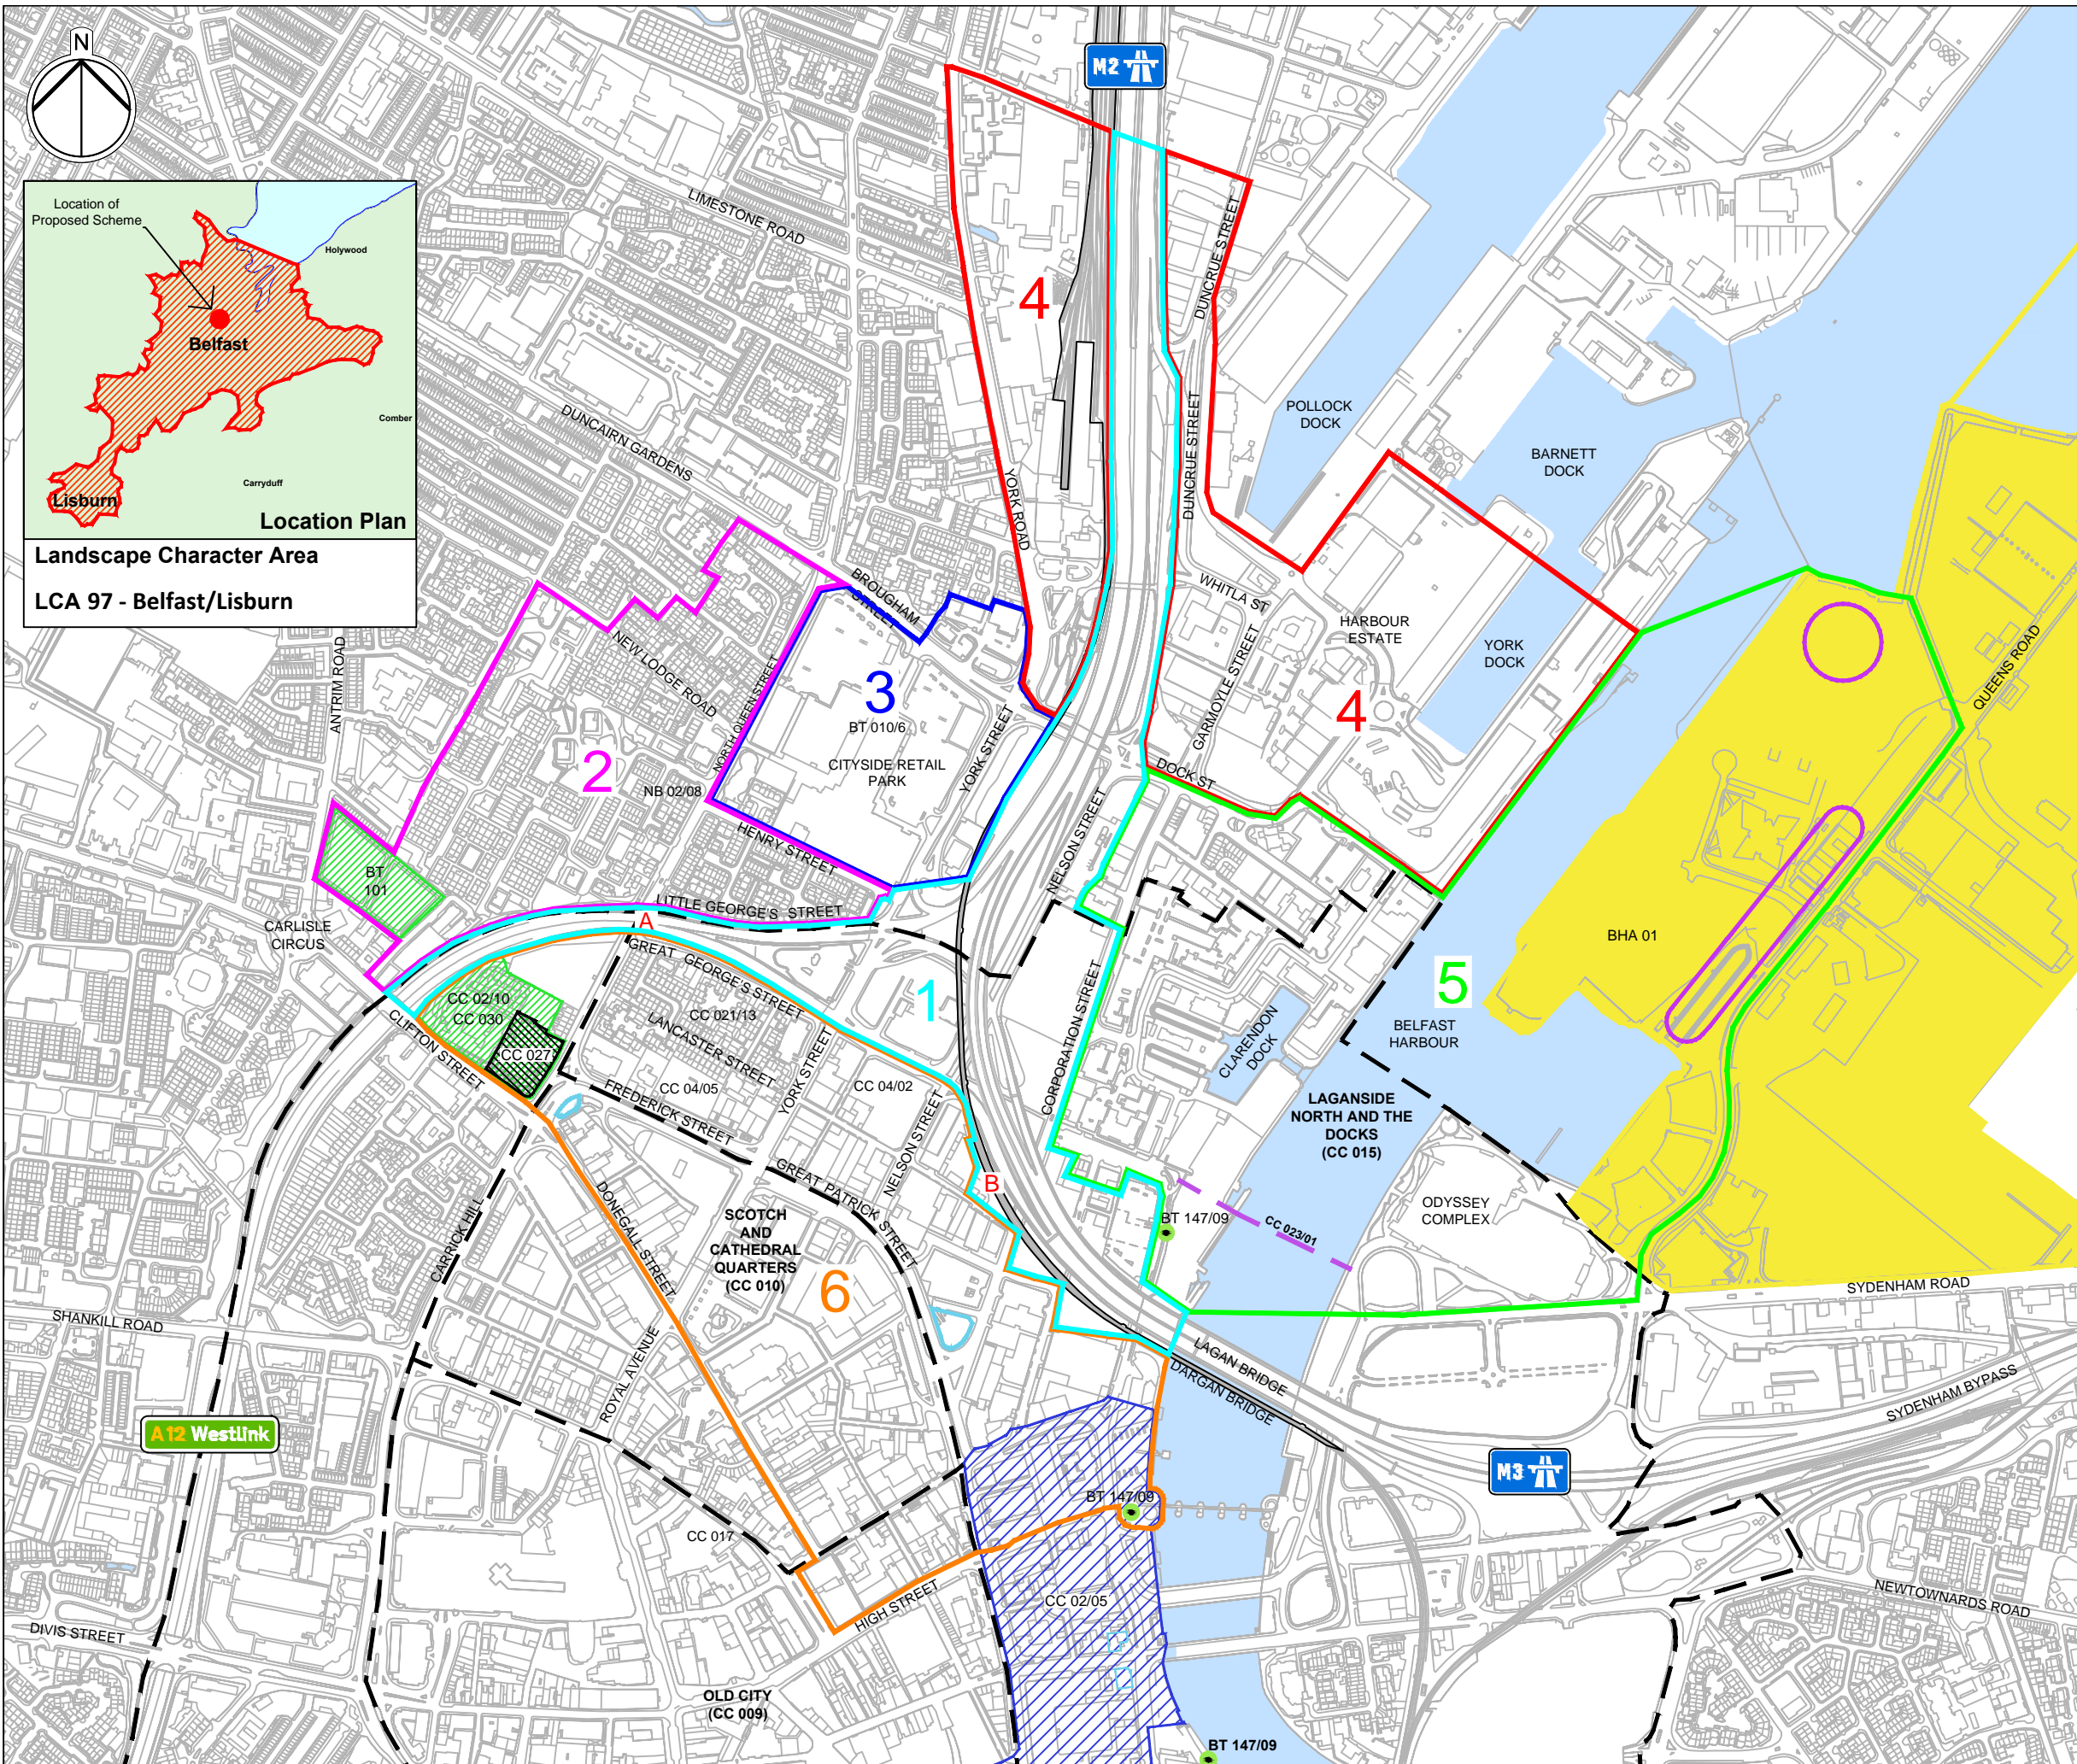 N
M2
Location of
Proposed Scheme
Holywood
Belfast
Comber
Carryduff
Lisburn
Location Plan
Landscape Character Area
LCA 97 - Belfast/Lisburn
LIMESTONE ROAD
DUNCAIRN GARDENS
4
DUNCRUE STREET
DUNCRUE STREET
YORK ROAD
POLLOCK
DOCK
BARNETT
DOCK
WHITLA ST
HARBOUR
ESTATE
YORK
DOCK
GARMOYLE STREET
4
DOCK ST
QUEENS ROAD
BROUGHAM
STREET
NEW LODGE ROAD
NORTH QUEEN STREET
3
BT 010/6
CITYSIDE RETAIL
PARK
YORK STREET
ANTRIM ROAD
2
NB 02/08
HENRY STREET
NELSON STREET
BT
101
LITTLE GEORGE'S STREET
A
CARLISLE
CIRCUS
GREAT GEORGE'S STREET
BHA 01
5
1
CC 02/10
CC 030
CC 021/13
LANCASTER STREET
CLIFTON STREET
CC 027
FREDERICK STREET
CC 04/05
YORK STREET
CC 04/02
NELSON STREET
CORPORATION STREET
CLARENDON
DOCK
BELFAST
HARBOUR
LAGANSIDE
NORTH AND THE
DOCKS
(CC 015)
GREAT PATRICK STREET
B
DONEGALL STREET
CARRICK HILL
SCOTCH
AND
CATHEDRAL
QUARTERS
(CC 010)
6
BT 147/09
CC 023/01
ODYSSEY
COMPLEX
SYDENHAM ROAD
SHANKILL ROAD
ROYAL AVENUE
LAGAN BRIDGE
DARGAN BRIDGE
SYDENHAM BYPASS
A12 Westlink
M3
BT 147/09
CC 017
HIGH STREET
CC 02/05
NEWTOWNARDS ROAD
DIVIS STREET
OLD CITY
(CC 009)
BT 147/09